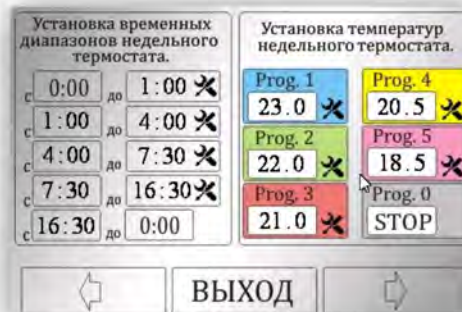 Установка временных
диапазонов недельного
термостата.
с 0:00 до 1:00
с 1:00 до 4:00
с 4:00 до 7:30
с 7:30 до 16:30
с 16:30 до 0:00
Установка температур
недельного термостата.
Prog. 1
23.0
Prog. 4
20.5
Prog. 2
22.0
Prog. 5
18.5
Prog. 3
21.0
Prog. 0
STOP
ВЫХОД